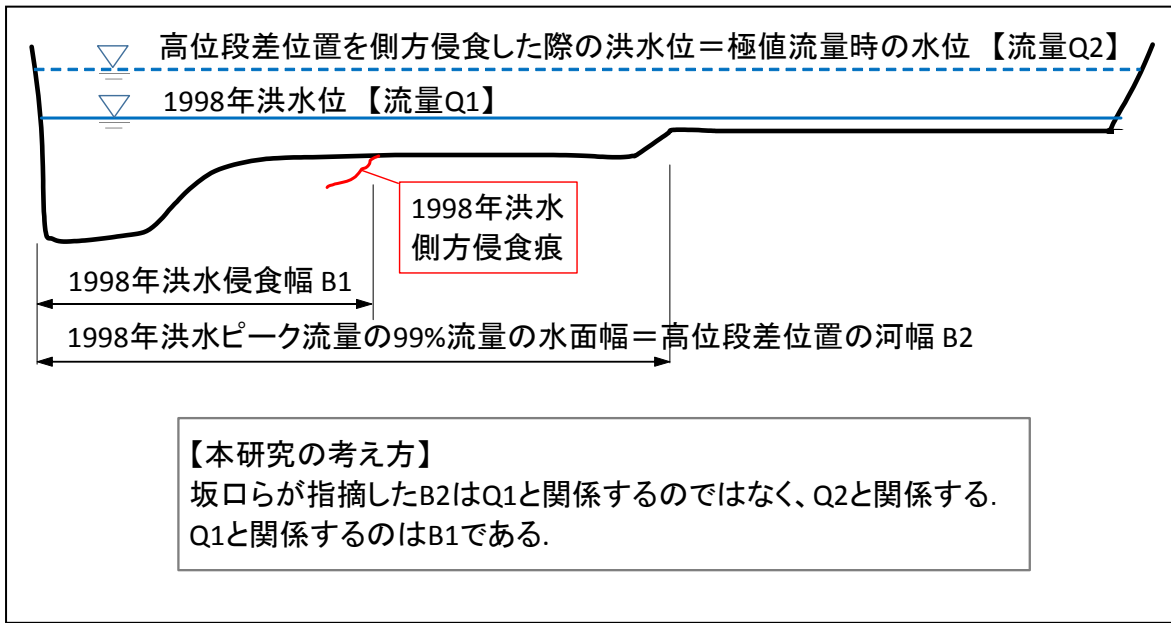 高位段差位置を側方侵食した際の洪水位＝極値流量時の水位 【流量Q2】
1998年洪水位 【流量Q1】
1998年洪水
側方侵食痕
1998年洪水侵食幅 B1
1998年洪水ピーク流量の99%流量の水面幅＝高位段差位置の河幅 B2
【本研究の考え方】
坂口らが指摘したB2はQ1と関係するのではなく、Q2と関係する.
Q1と関係するのはB1である.